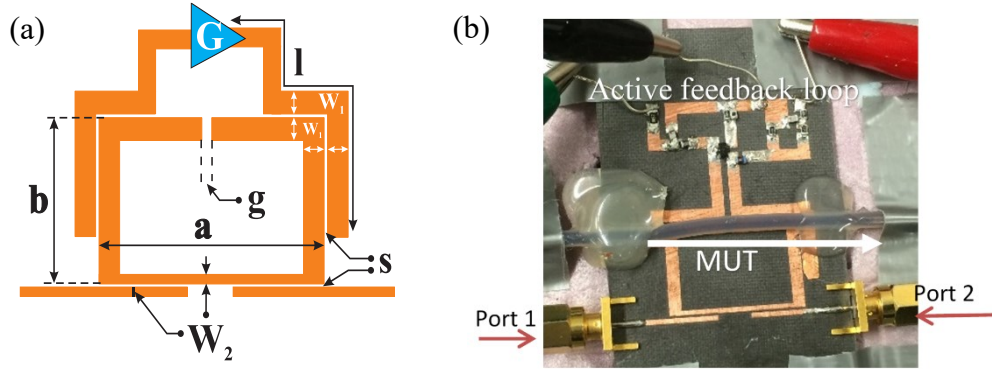 (a)
G
l
W1
W1
b
g
a
s
W2
(b)
Active feedback loop
MUT
Port 1
Port 2